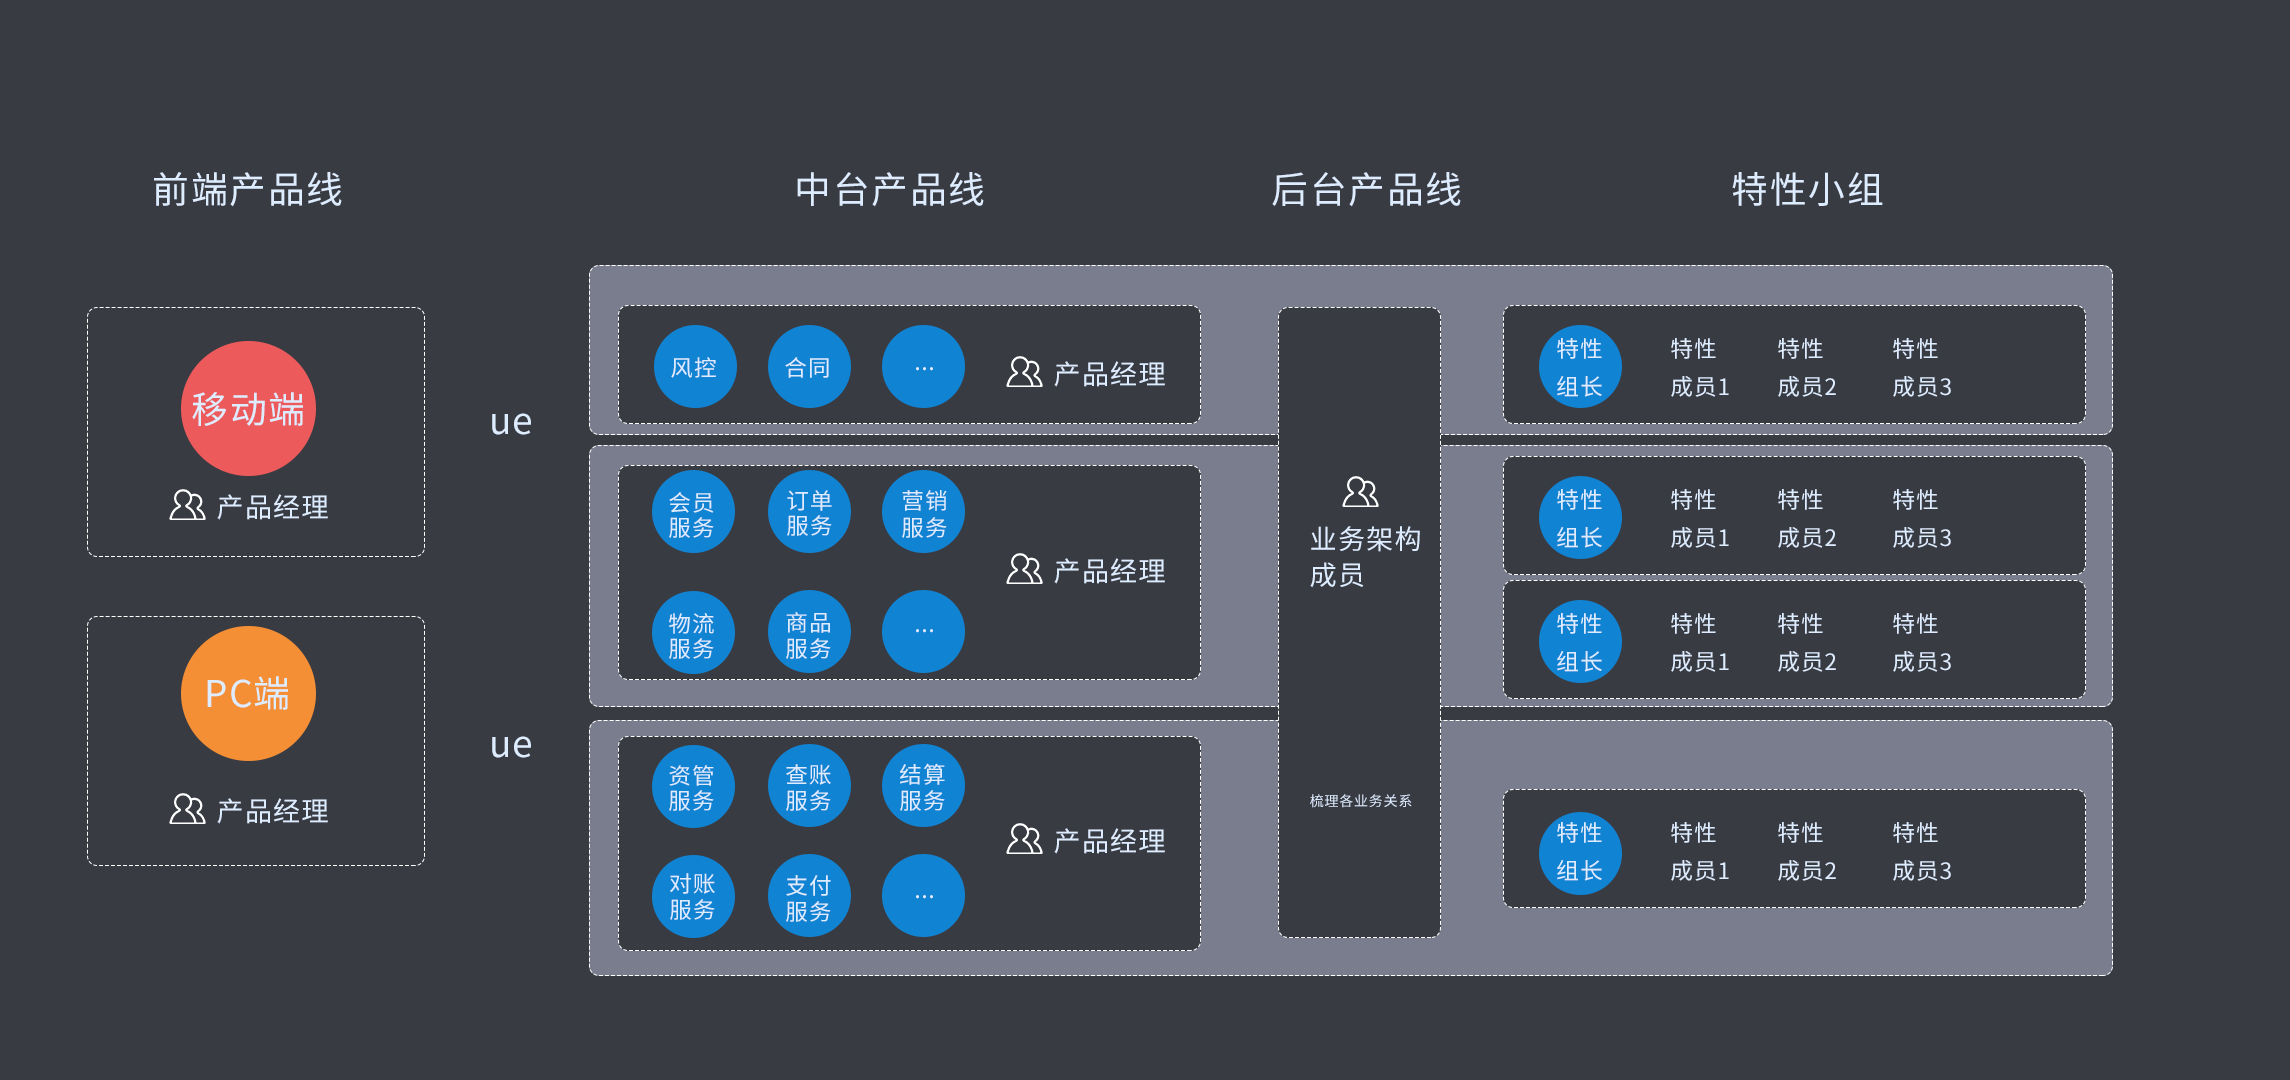 前端产品线
中台产品线
后台产品线
特性小组
移动端
产品经理
PC端
产品经理
ue
ue
风控
合同
...
产品经理
会员
服务
订单
服务
营销
服务
物流
服务
商品
服务
...
产品经理
资管
服务
查账
服务
结算
服务
对账
服务
支付
服务
...
产品经理
业务架构
成员
梳理各业务关系
特性
组长
特性
成员1
特性
成员2
特性
成员3
特性
组长
特性
成员1
特性
成员2
特性
成员3
特性
组长
特性
成员1
特性
成员2
特性
成员3
特性
组长
特性
成员1
特性
成员2
特性
成员3